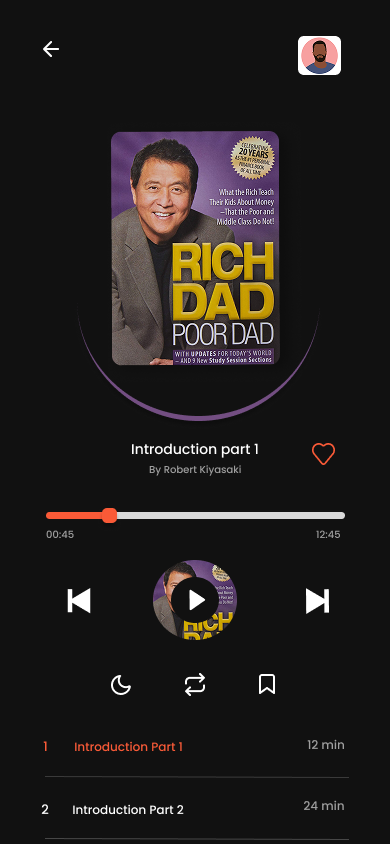 CELEBRATING
20 YEARS
AS THE #1 PERSONAL
FINANCE BOOK
OF ALL TIME
What the Rich Teach
Their Kids About Money
—That the Poor and
Middle Class Do Not!
RICH
DAD
POOR DAD
WITH UPDATES FOR TODAY'S WORLD
— AND 9 New Study Session Sections
Introduction part 1
By Robert Kiyasaki
00:45
12:45
1 Introduction Part 1 12 min
2 Introduction Part 2 24 min